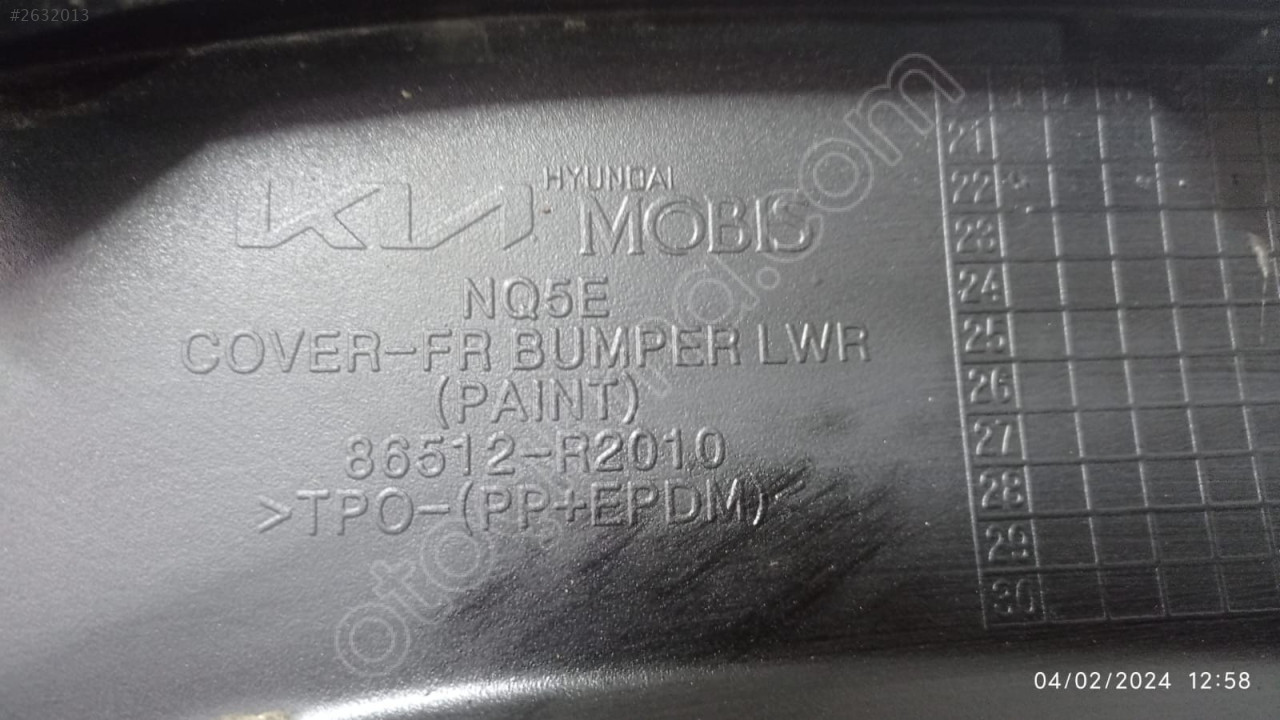 #2632013
KIA
HYUNDAI
MOBIS
NQ5E
COVER-FR BUMPER LWR
(PAINT)
86512-R2010
>TPO-(PP+EPDM)
21
22
23
24
25
26
27
28
29
30
04/02/2024 12:58